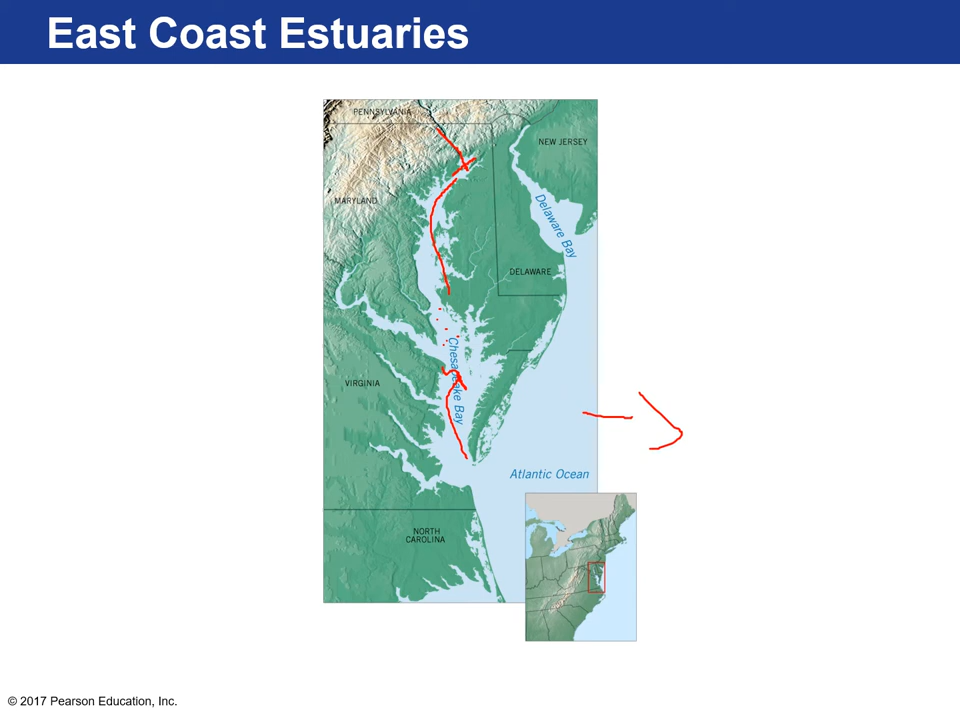 East Coast Estuaries
PENNSYLVANIA
NEW JERSEY
MARYLAND
Delaware Bay
DELAWARE
Chesapeake Bay
VIRGINIA
Atlantic Ocean
NORTH
CAROLINA
© 2017 Pearson Education, Inc.